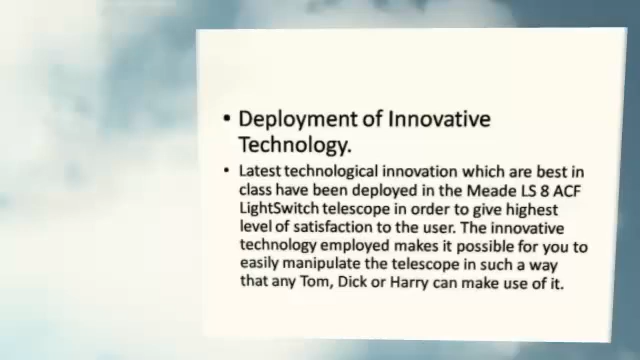 • Deployment of Innovative
Technology.
• Latest technological innovation which are best in
class have been deployed in the Meade LS 8 ACF
LightSwitch telescope in order to give highest
level of satisfaction to the user. The innovative
technology employed makes it possible for you to
easily manipulate the telescope in such a way
that any Tom, Dick or Harry can make use of it.